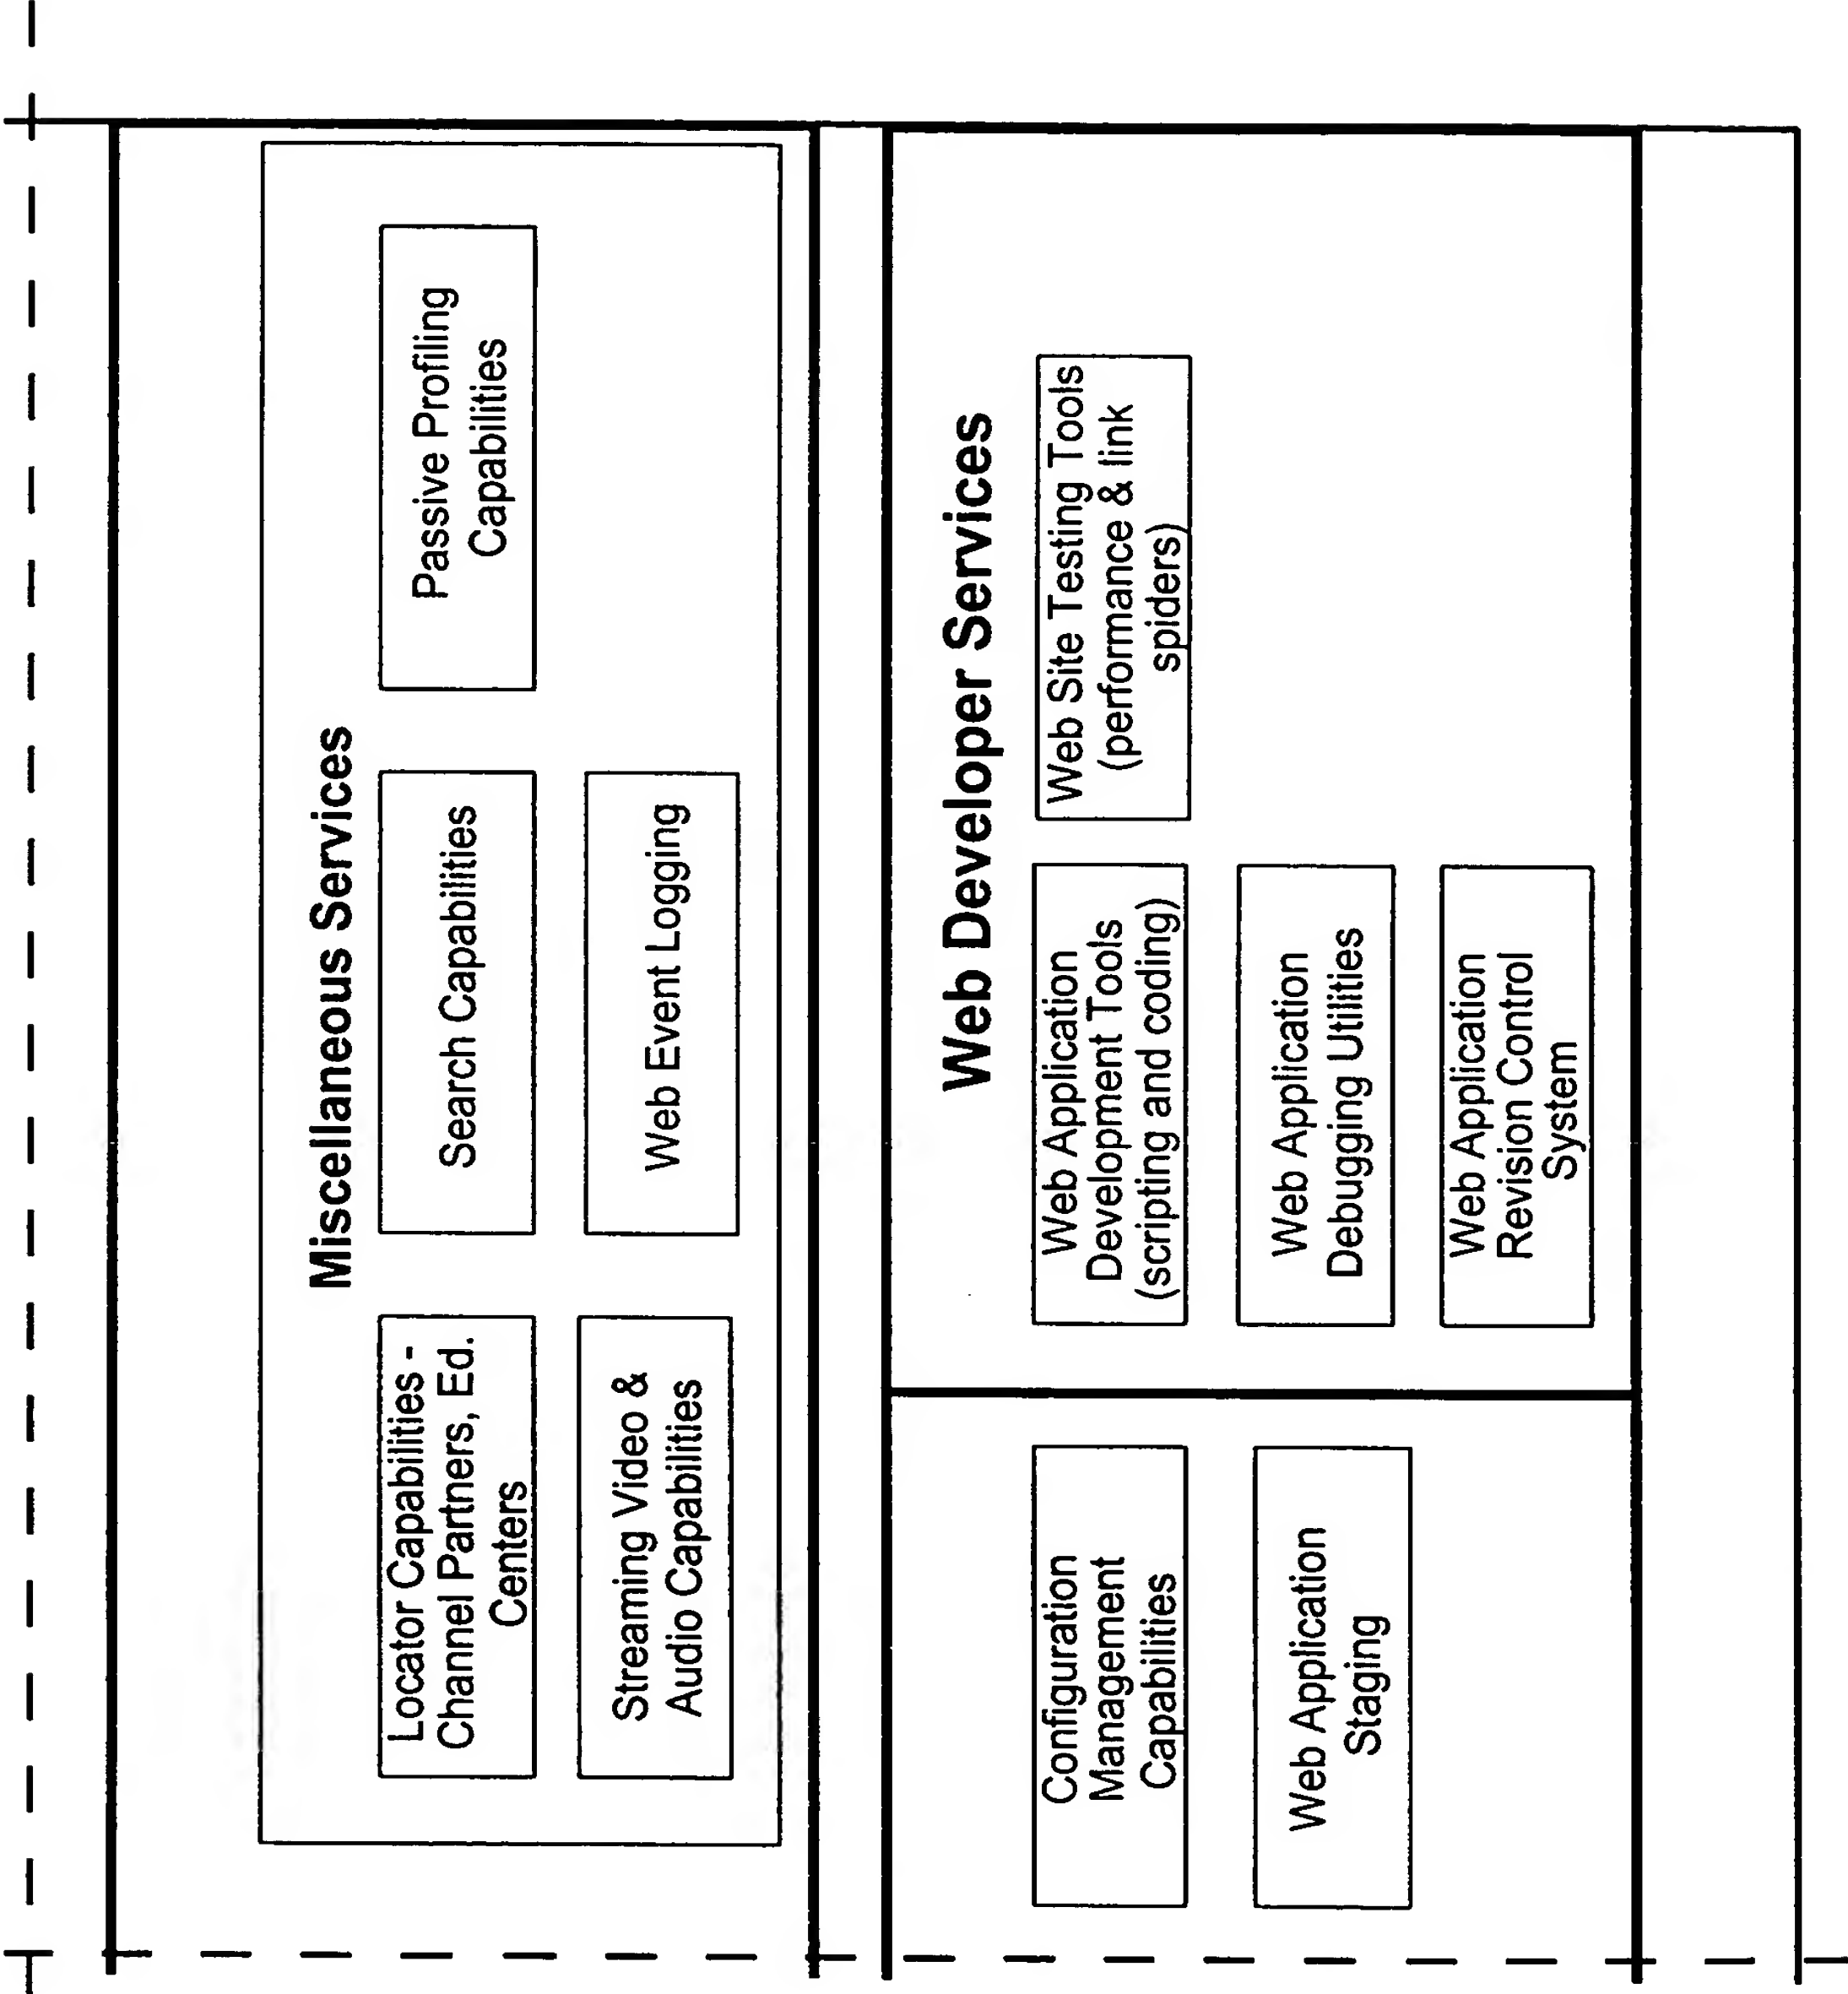 Miscellaneous Services
Locator Capabilities -
Channel Partners, Ed.
Centers
Search Capabilities
Passive Profiling
Capabilities
Streaming Video &
Audio Capabilities
Web Event Logging
Web Developer Services
Configuration
Management
Capabilities
Web Application
Development Tools
(scripting and coding)
Web Site Testing Tools
(performance & link
spiders)
Web Application
Staging
Web Application
Debugging Utilities
Web Application
Revision Control
System